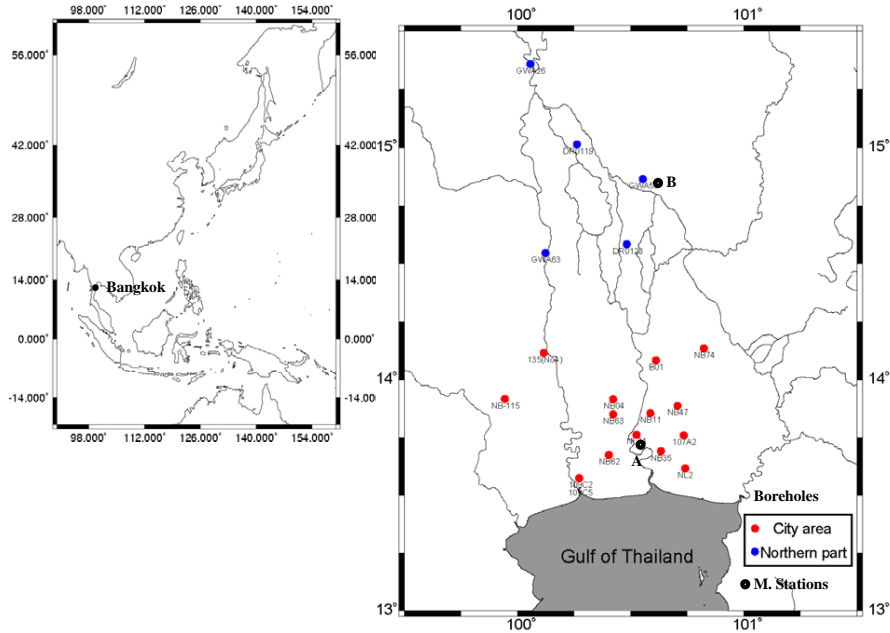 98.000° 112.000° 126.000° 140.000° 154.000°
56.000°
42.000° 42.000°
28.000° 28.000°
14.000° 14.000°
Bangkok
0.000° 0.000°
-14.000° -14.000°
98.000° 112.000° 126.000° 140.000° 154.000°
100° 101°
GWA26
15° 15°
DR0119
B
GWA63
DR0128
135(No4)
B01
NB74
14° 14°
NB-115
NB04
NB63
NB11
NB47
107A2
A
NB62
NB35
NL2
109C2
Boreholes
City area
Northern part
Gulf of Thailand
M. Stations
13° 13°
100° 101°